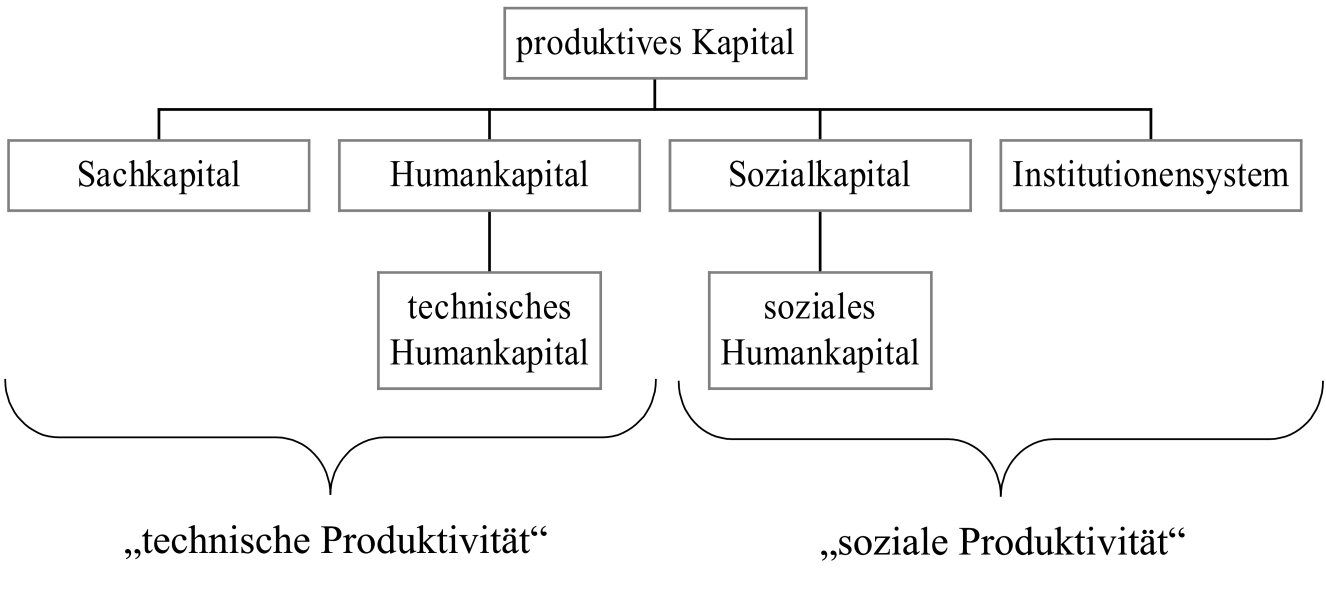 produktives Kapital
Sachkapital
Humankapital
Sozialkapital
Institutionensystem
technisches
Humankapital
soziales
Humankapital
„technische Produktivität“
„soziale Produktivität“